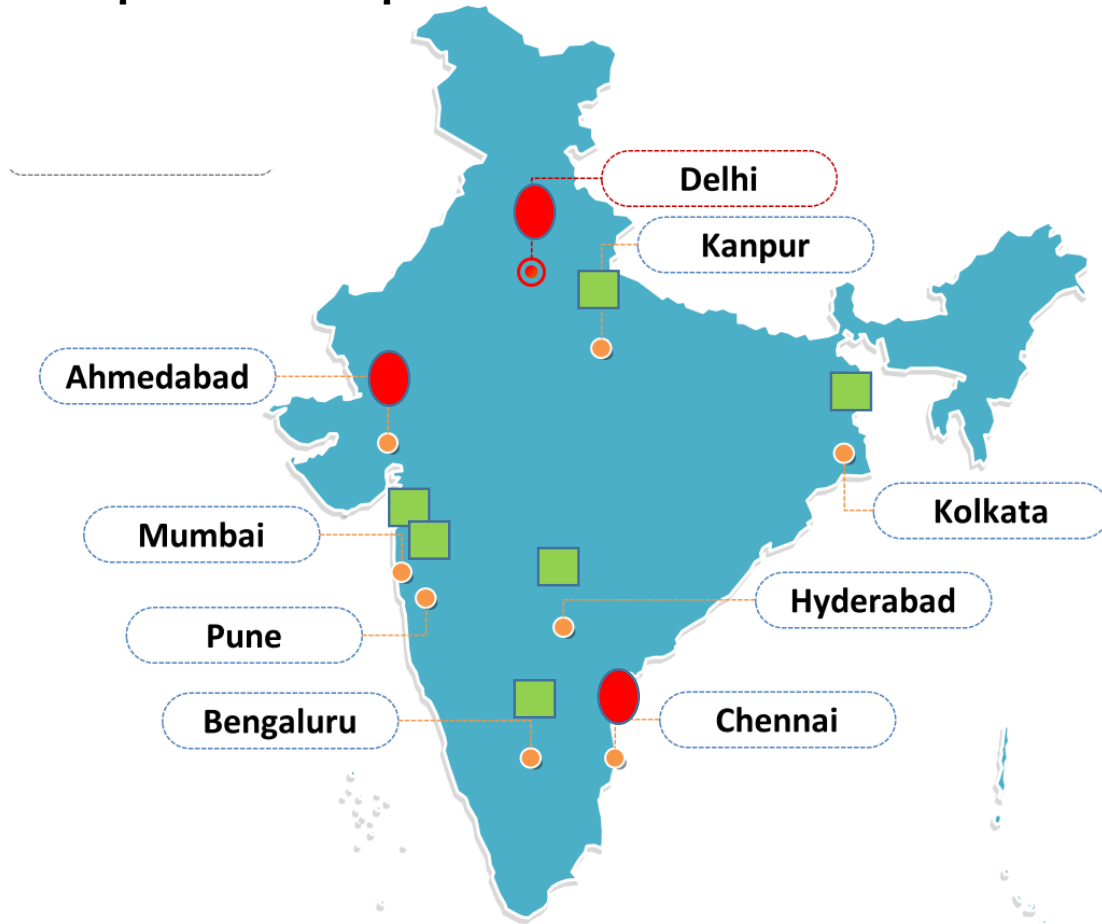 Delhi
Kanpur
Ahmedabad
Kolkata
Mumbai
Hyderabad
Pune
Bengaluru
Chennai